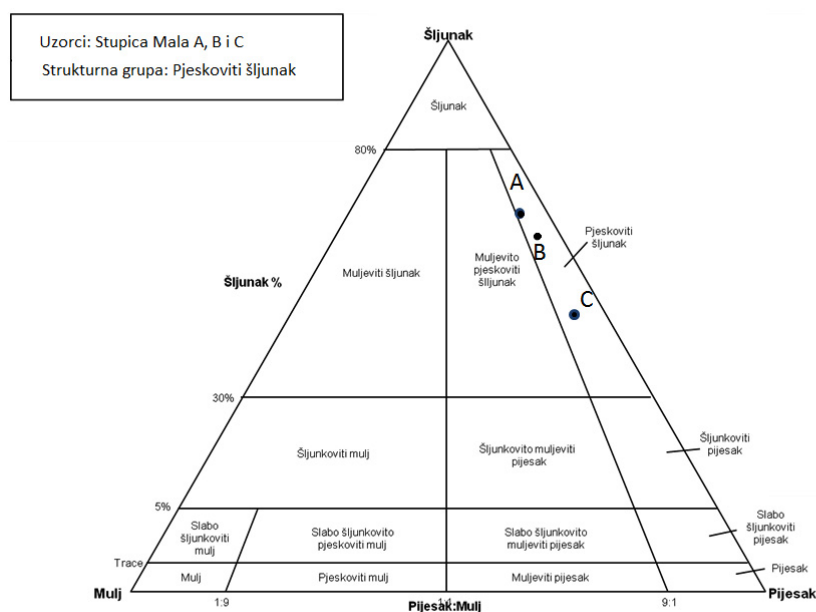 Uzorci: Stupica Mala A, B i C
Strukturna grupa: Pjeskoviti šljunak
Šljunak
Šljunak
80%
A
B
C
Pjeskoviti
šljunak
Muljeviti šljunak
Muljevito
pjeskoviti
šlljunak
Šljunak %
30%
Šljunkoviti mulj
Šljunkovito muljeviti
pijesak
Šljunkoviti
pijesak
5%
Slabo
šljunkoviti
mulj
Slabo šljunkovito
pjeskoviti mulj
Slabo šljunkovito
muljeviti pijesak
Slabo
šljunkoviti
pijesak
Trace
Mulj
Mulj
Pjeskoviti mulj
Muljeviti pijesak
Pijesak
Pijesak
1:9
1:1
9:1
Pijesak:Mulj